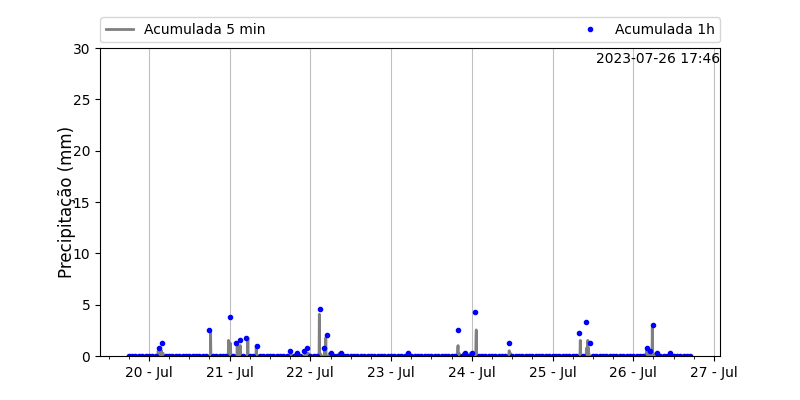 Acumulada 5 min Acumulada 1h
2023-07-26 17:46
Precipitação (mm)
30
25
20
15
10
5
0
20 - Jul 21 - Jul 22 - Jul 23 - Jul 24 - Jul 25 - Jul 26 - Jul 27 - Jul